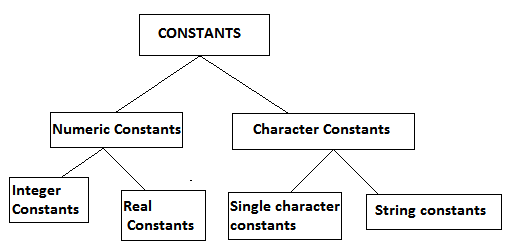 CONSTANTS
Numeric Constants
Character Constants
Integer
Constants
Real
Constants
Single character
constants
String constants